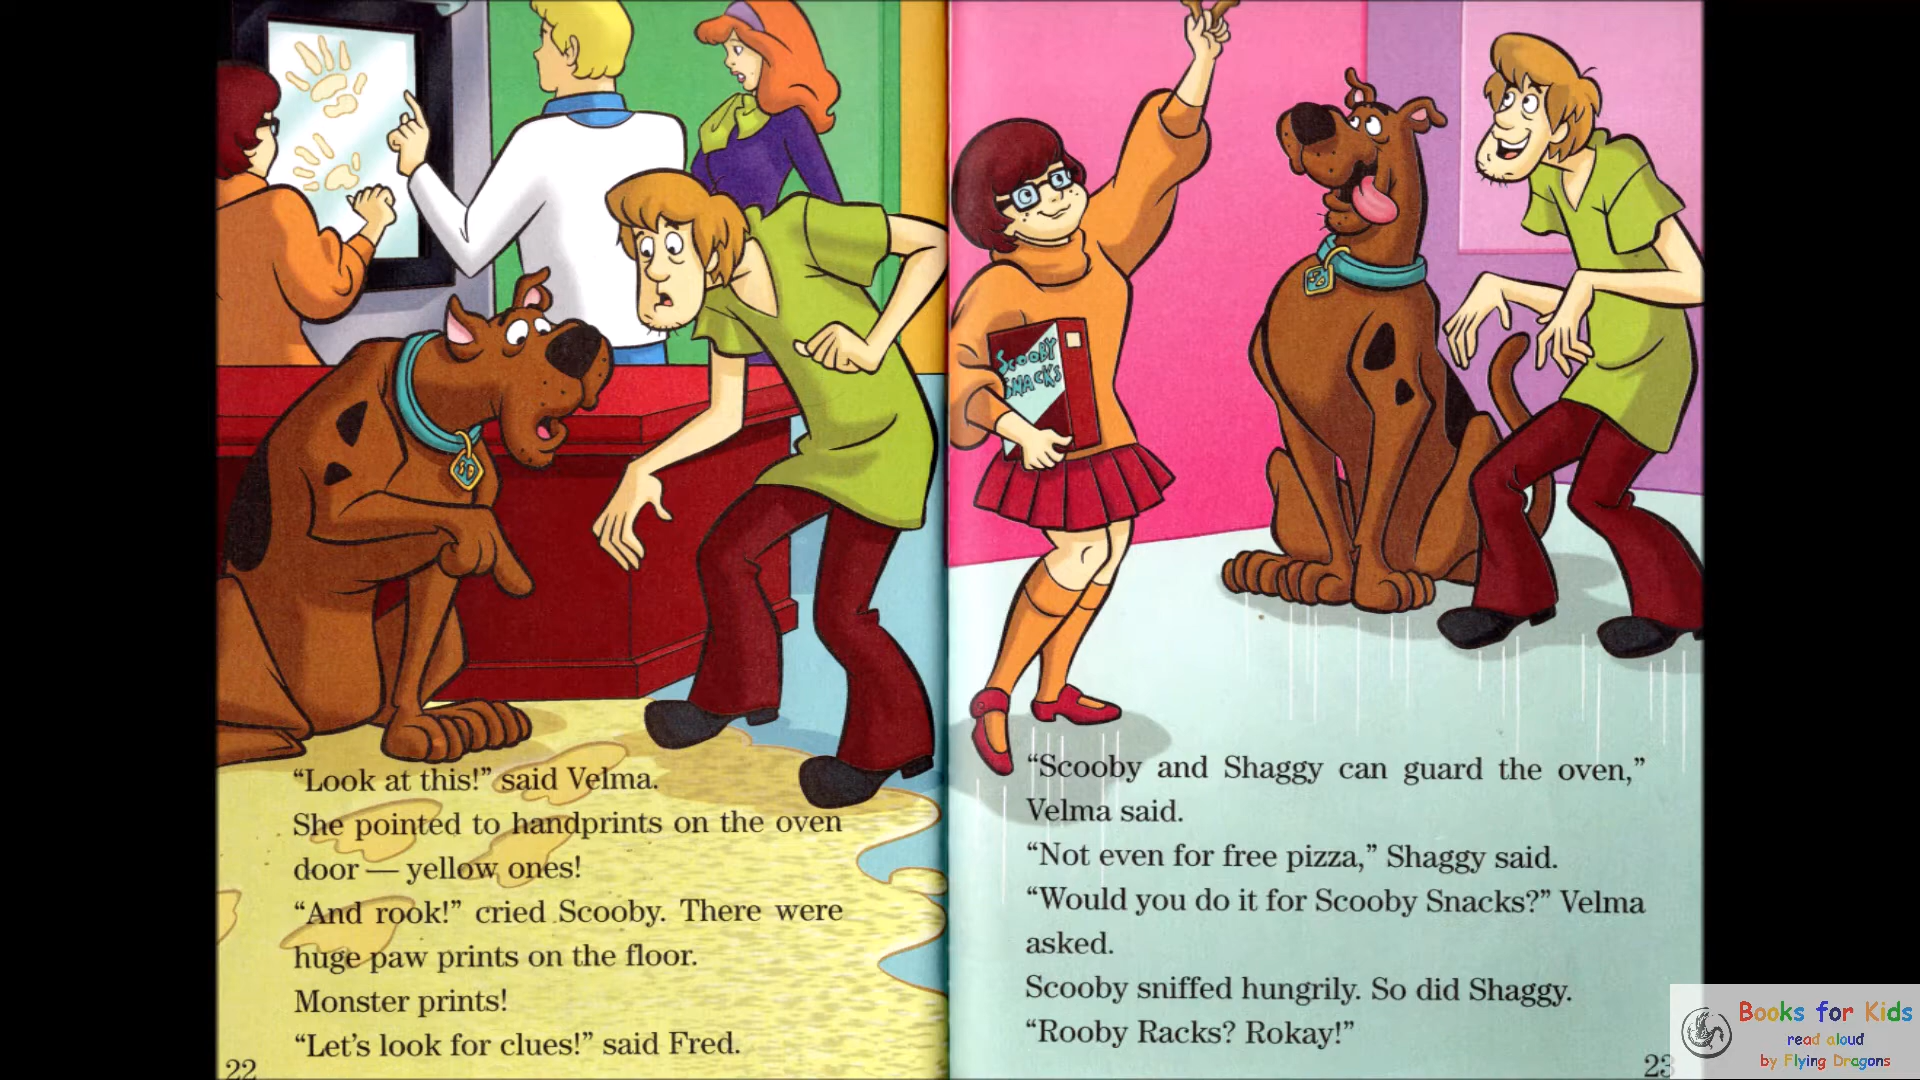 SCOOBY
SNACKS
“Look at this!” said Velma.
She pointed to handprints on the oven
door — yellow ones!
“And rook!” cried Scooby. There were
huge paw prints on the floor.
Monster prints!
“Let’s look for clues!” said Fred.
22
“Scooby and Shaggy can guard the oven,”
Velma said.
“Not even for free pizza,” Shaggy said.
“Would you do it for Scooby Snacks?” Velma
asked.
Scooby sniffed hungrily. So did Shaggy.
“Rooby Racks? Rokay!”
23
Books for Kids
read aloud
by Flying Dragons